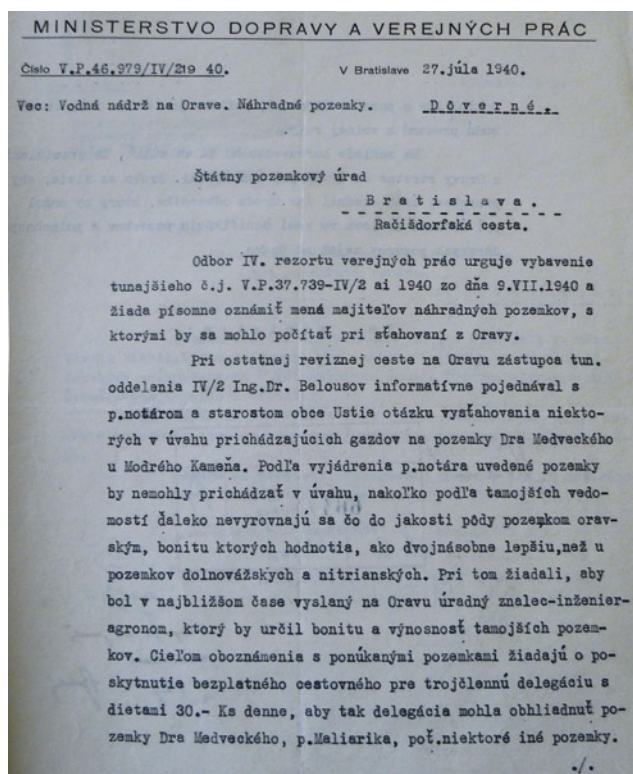 MINISTERSTVO DOPRAVY A VEREJNÝCH PRÁC
Číslo V.P.46.979/IV/219 40.
V Bratislave 27.júla 1940.
Vec: Vodná nádrž na Orave. Náhradné pozemky.
Dôverné.
Štátny pozemkový úrad
Bratislava.
Račišdorfská cesta.
Odbor IV. rezortu verejných prác urguje vybavenie
tunajšieho č.j. V.P.37.739-IV/2 ai 1940 zo dňa 9.VII.1940 a
žiada písomne oznámiť mená majiteľov náhradných pozemkov, s
ktorými by sa mohlo počítať pri sťahovaní z Oravy.
Pri ostatnej reviznej ceste na Oravu zástupca tun.
oddelenia IV/2 Ing.Dr. Belousov informatívne pojednával s
p.notárom a starostom obce Ustie otázku vysťahovania niekto-
rých v úvahu prichádzajúcich gazdov na pozemky Dra Medveckého
u Modrého Kameňa. Podľa vyjádrenia p.notára uvedené pozemky
by nemohly prichádzať v úvahu, nakoľko podľa tamojších vedo-
mostí ďaleko nevyrovnajú sa čo do jakosti pôdy pozemkom orav-
ským, bonitu ktorých hodnotia, ako dvojnásobne lepšiu,než u
pozemkov dolnovážskych a nitrianských. Pri tom žiadali, aby
bol v najbližšom čase vyslaný na Oravu úradný znalec-inženier-
agronom, ktorý by určil bonitu a výnosnosť tamojších pozem-
kov. Cieľom oboznámenia s ponúkanými pozemkami žiadajú o po-
skytnutie bezplatného cestovného pre trojčlennú delegáciu s
dietami 30.- Ks denne, aby tak delegácia mohla obhliadnuť po-
zemky Dra Medveckého, p.Maliarika, poť.niektoré iné pozemky.
./.